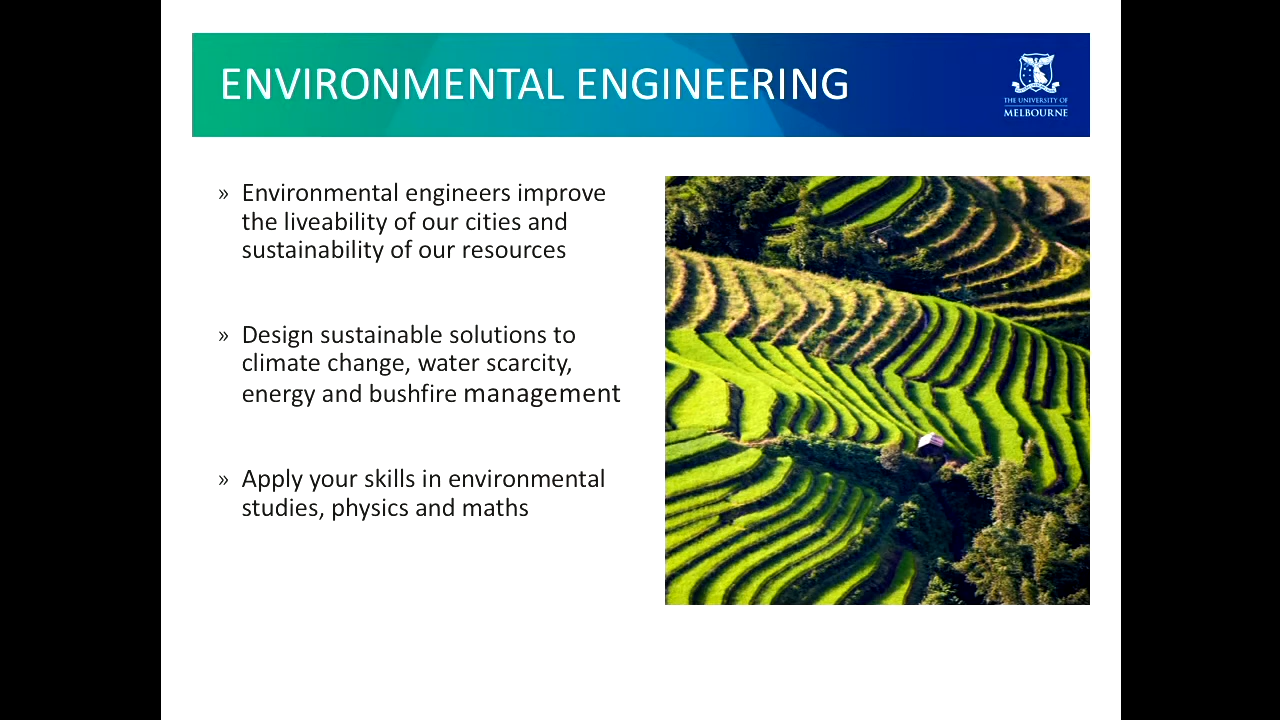 ENVIRONMENTAL ENGINEERING
THE UNIVERSITY OF
MELBOURNE
» Environmental engineers improve
the liveability of our cities and
sustainability of our resources
» Design sustainable solutions to
climate change, water scarcity,
energy and bushfire management
» Apply your skills in environmental
studies, physics and maths